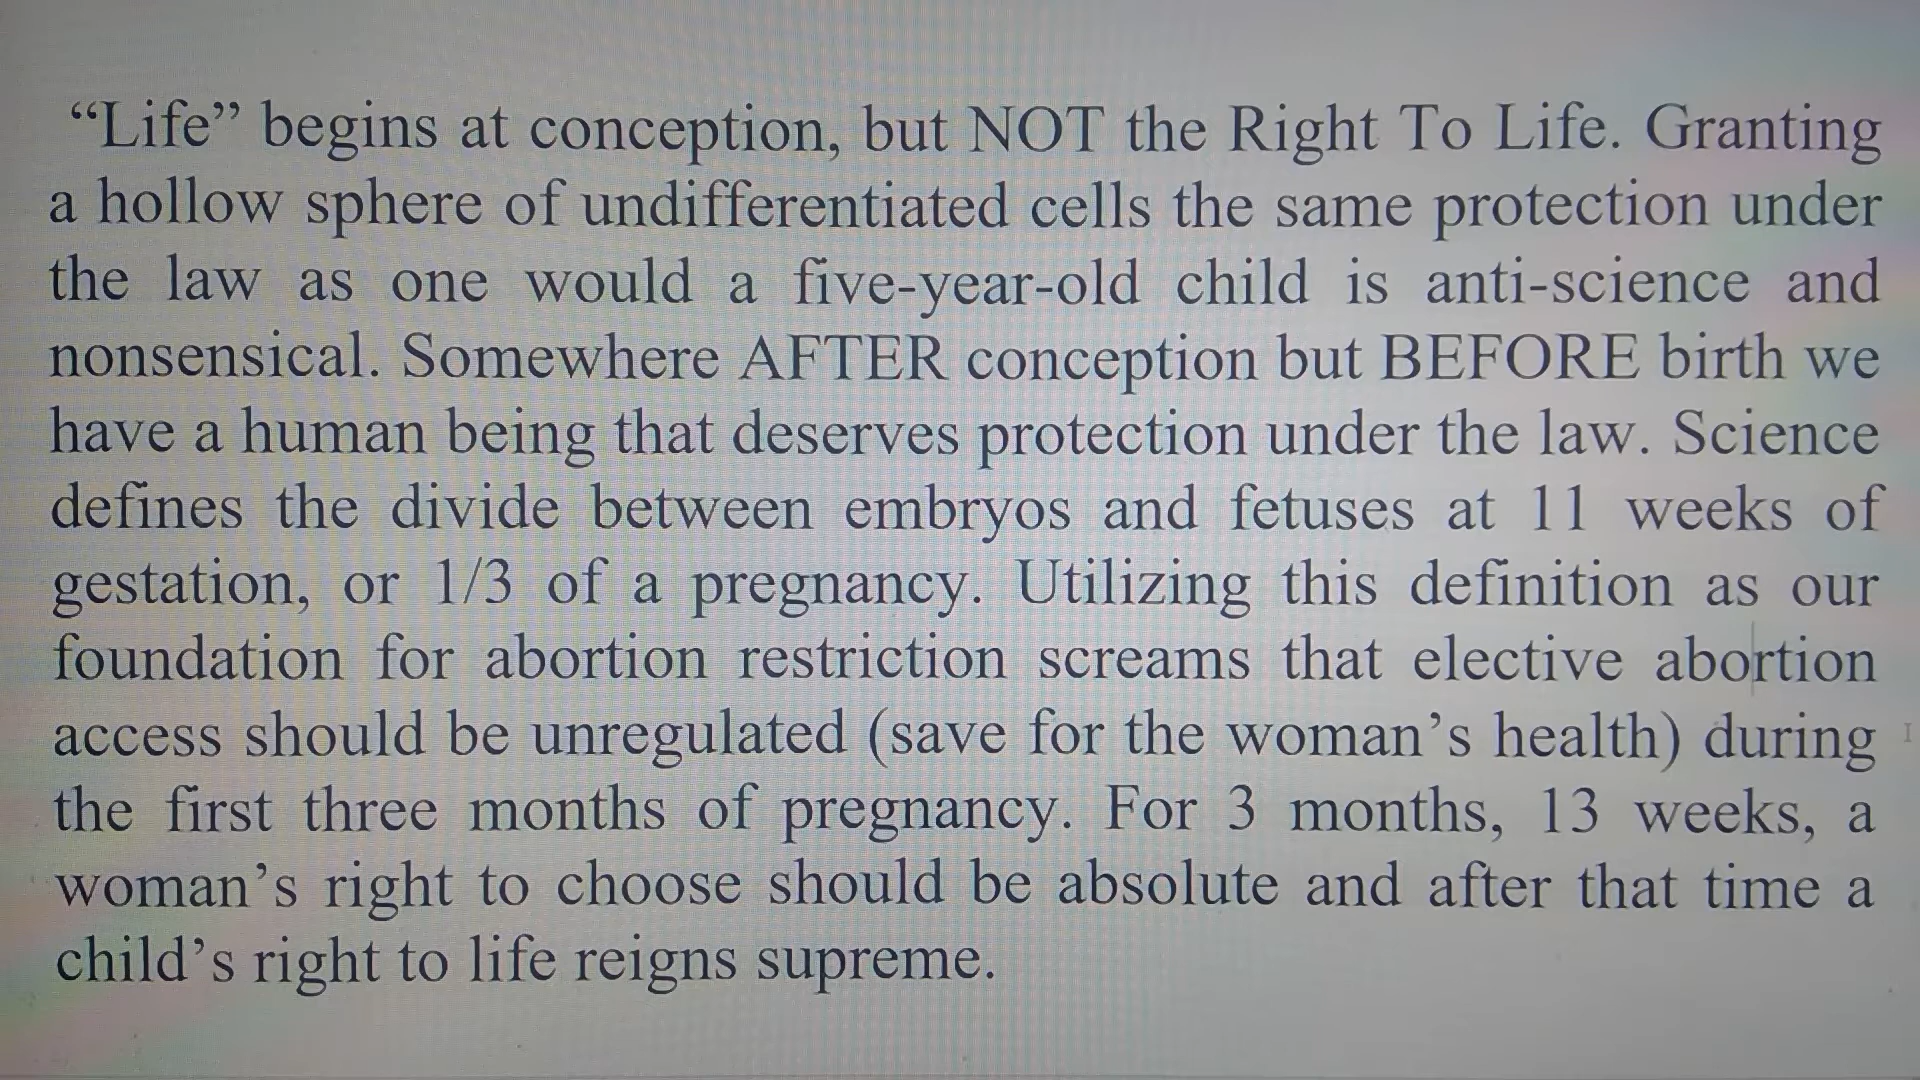 “Life” begins at conception, but NOT the Right To Life. Granting
a hollow sphere of undifferentiated cells the same protection under
the law as one would a five-year-old child is anti-science and
nonsensical. Somewhere AFTER conception but BEFORE birth we
have a human being that deserves protection under the law. Science
defines the divide between embryos and fetuses at 11 weeks of
gestation, or 1/3 of a pregnancy. Utilizing this definition as our
foundation for abortion restriction screams that elective abortion
access should be unregulated (save for the woman’s health) during
the first three months of pregnancy. For 3 months, 13 weeks, a
woman’s right to choose should be absolute and after that time a
child’s right to life reigns supreme.